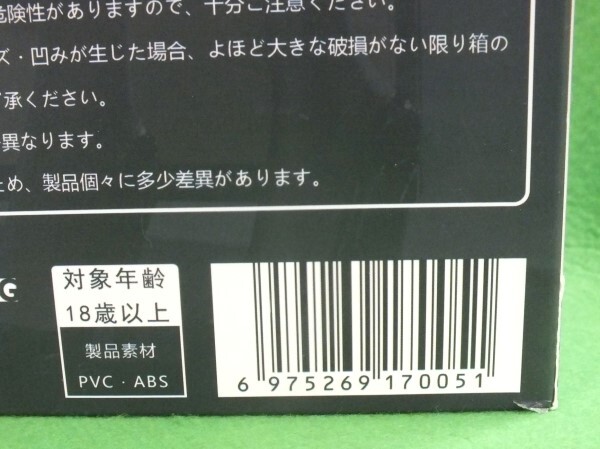 危険性がありますので、十分ご注意ください。
ズ・凹みが生じた場合、よほど大きな破損がない限り箱の
了承ください。
異なります。
ため、製品個々に多少差異があります。
G
対象年齢
18歳以上
製品素材
PVC・ABS
6 975269 170051